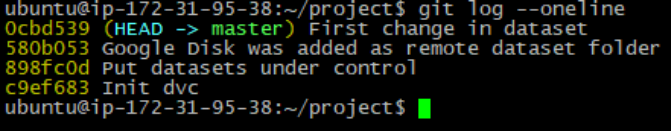 ubuntu@ip-172-31-95-38:~/project$ git log --oneline
0cbd539 (HEAD -> master) First change in dataset
580b053 Google Disk was added as remote dataset folder
898fc0d Put datasets under control
c9ef683 Init dvc
ubuntu@ip-172-31-95-38:~/project$